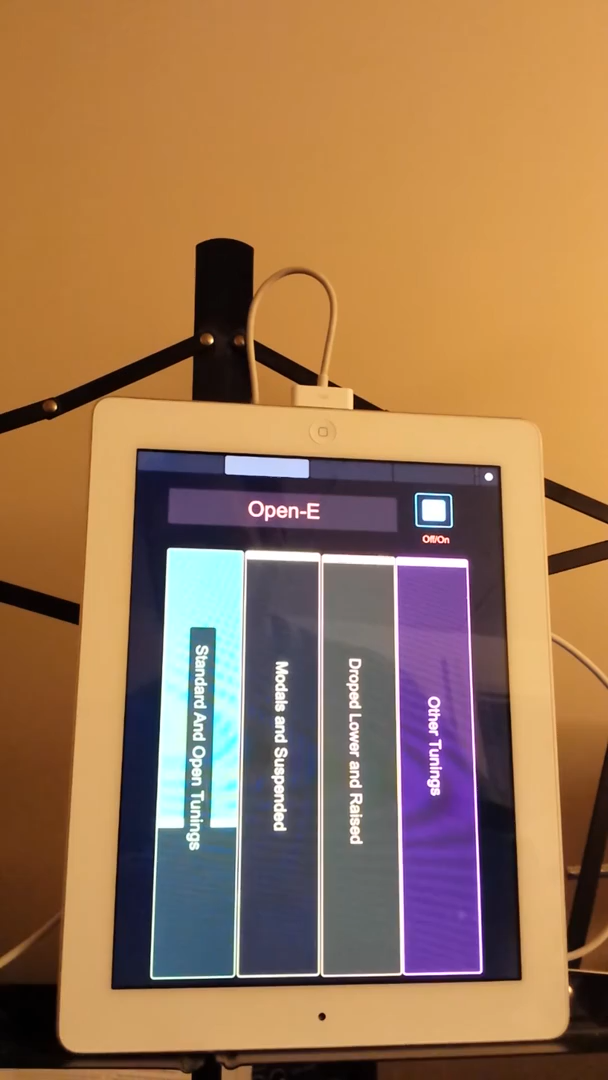 Open-E
Off/On
Standard And Open Tunings
Modals and Suspended
Droped Lower and Raised
Other Tunings